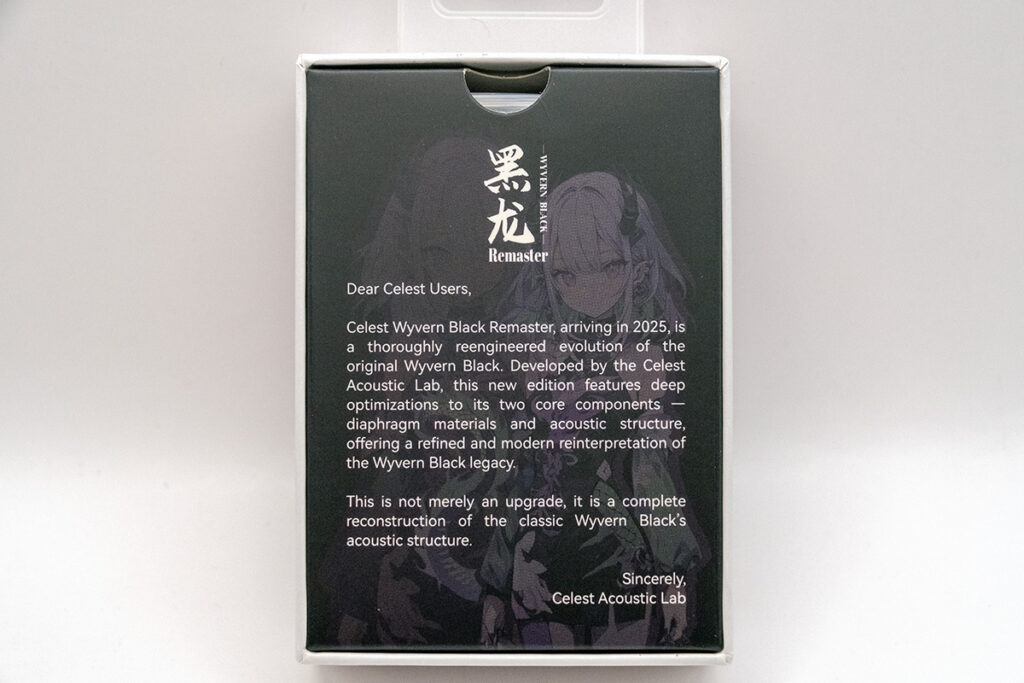 黑龙
—WYVERN BLACK—
Remaster
Dear Celest Users,
Celest Wyvern Black Remaster, arriving in 2025, is
a thoroughly reengineered evolution of the
original Wyvern Black. Developed by the Celest
Acoustic Lab, this new edition features deep
optimizations to its two core components —
diaphragm materials and acoustic structure,
offering a refined and modern reinterpretation of
the Wyvern Black legacy.
This is not merely an upgrade, it is a complete
reconstruction of the classic Wyvern Black's
acoustic structure.
Sincerely,
Celest Acoustic Lab